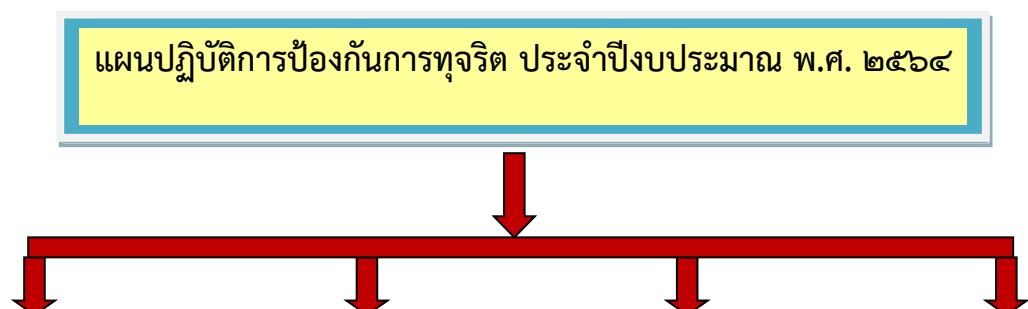 แผนปฏิบัติการป้องกันการทุจริต ประจำปีงบประมาณ พ.ศ. ๒๕๖๔